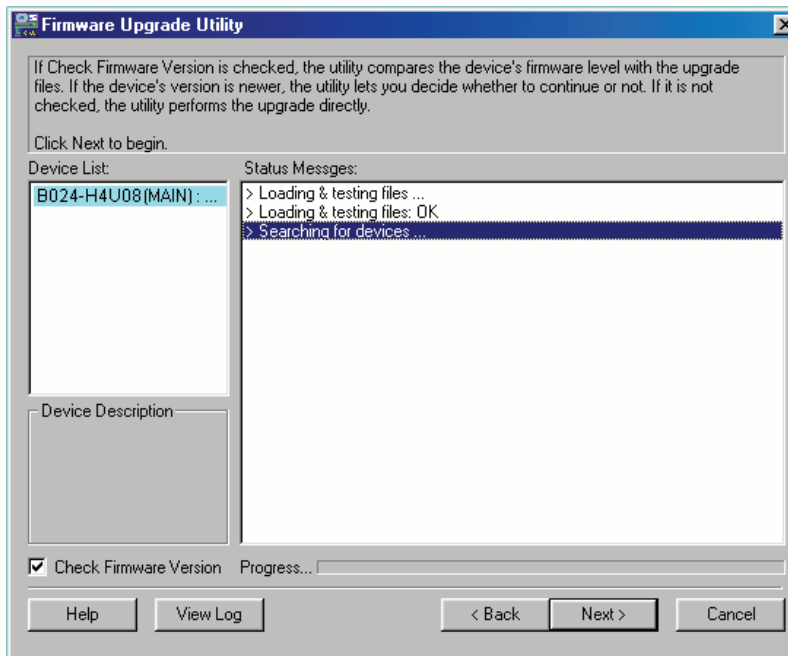 Firmware Upgrade Utility
If Check Firmware Version is checked, the utility compares the device's firmware level with the upgrade
files. If the device's version is newer, the utility lets you decide whether to continue or not. If it is not
checked, the utility performs the upgrade directly.
Click Next to begin.
Device List:
B024-H4U08(MAIN) : ...
Status Messges:
> Loading & testing files ...
> Loading & testing files: OK
> Searching for devices ...
Device Description
Check Firmware Version
Progress...
Help
View Log
< Back
Next >
Cancel